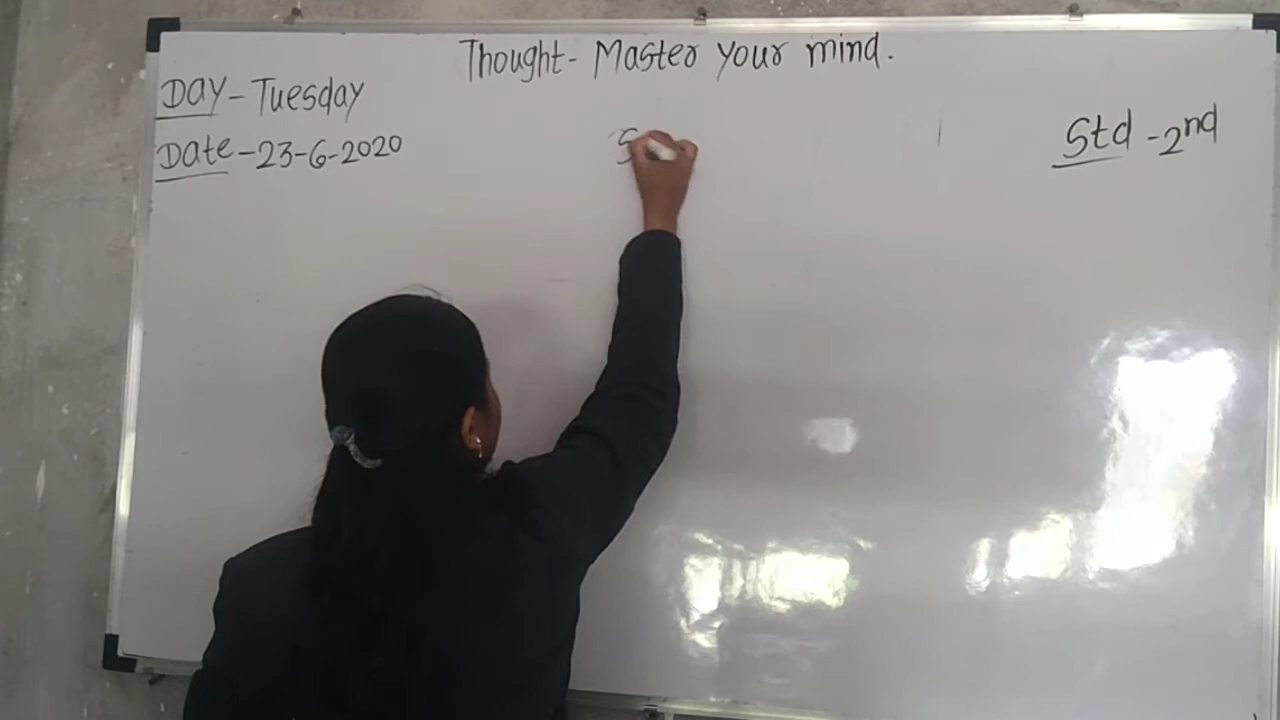 Thought- Master your mind.
DAY - Tuesday
Date - 23-6-2020
S
Std - 2nd